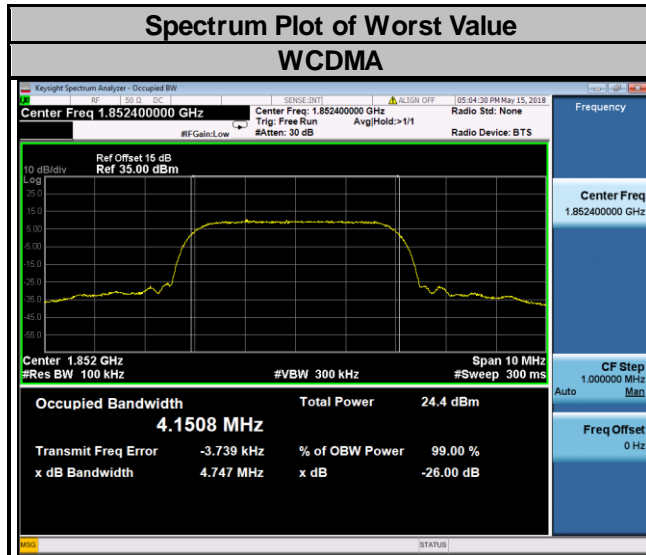 Spectrum Plot of Worst Value
WCDMA
Keysight Spectrum Analyzer - Occupied BW
RF 50 Ω DC SENSE:INT ALIGN OFF 05:04:30 PM May 15, 2018
Center Freq 1.852400000 GHz
Center Freq: 1.852400000 GHz Radio Std: None
Trig: Free Run Avg|Hold:>1/1
#IFGain:Low #Atten: 30 dB Radio Device: BTS
Frequency
Ref Offset 15 dB
10 dB/div Ref 35.00 dBm
Log
25.0
15.0
5.00
-5.00
-15.0
-25.0
-35.0
-45.0
-55.0
Center Freq
1.852400000 GHz
Center 1.852 GHz Span 10 MHz
#Res BW 100 kHz #VBW 300 kHz #Sweep 300 ms
CF Step
1.000000 MHz
Auto Man
Occupied Bandwidth Total Power 24.4 dBm
4.1508 MHz
Transmit Freq Error -3.739 kHz % of OBW Power 99.00 %
x dB Bandwidth 4.747 MHz x dB -26.00 dB
Freq Offset
0 Hz
MSG STATUS